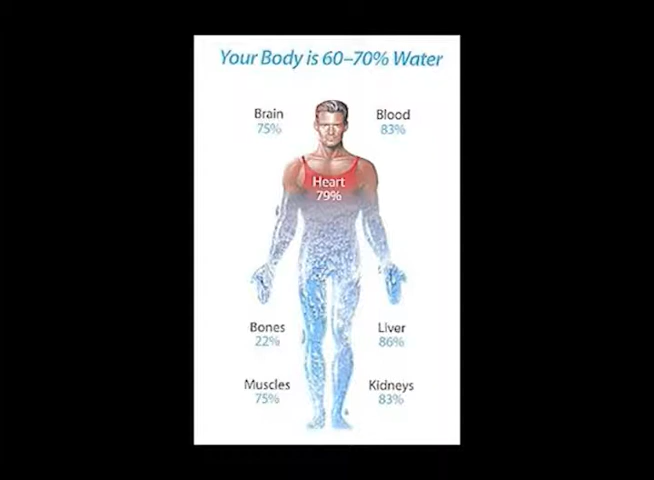 Your Body is 60–70% Water
Brain
75%
Blood
83%
Heart
79%
Bones
22%
Liver
86%
Muscles
75%
Kidneys
83%